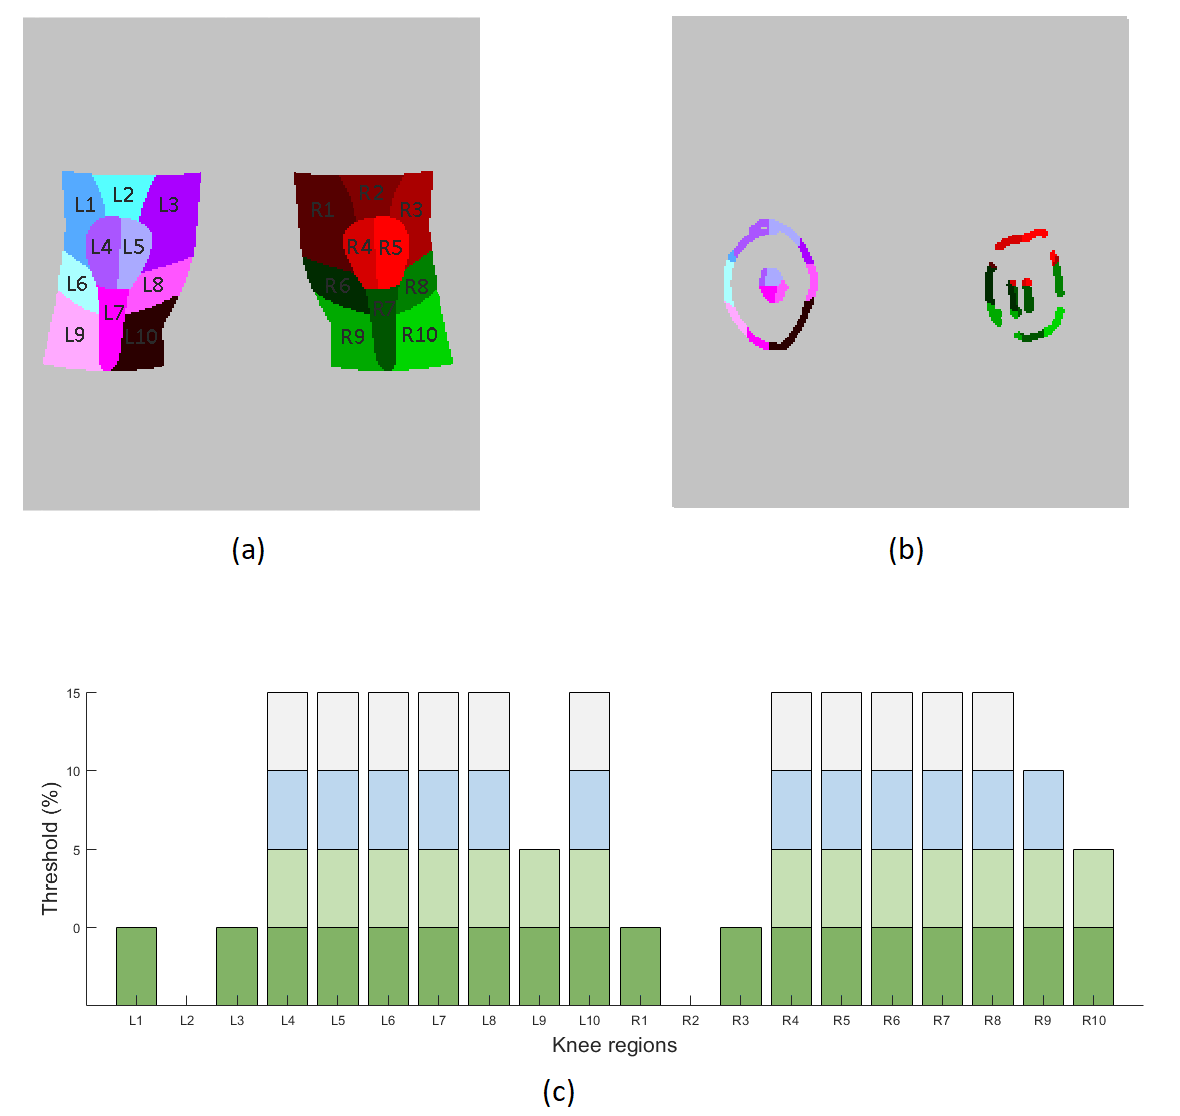 L1 L2 L3 R1 R2 R3
L4 L5 R4 R5
L6 L8 R6 R8
L7 R7
L9 L10 R9 R10
(a) (b)
15
10
5
0
Threshold (%)
L1 L2 L3 L4 L5 L6 L7 L8 L9 L10 R1 R2 R3 R4 R5 R6 R7 R8 R9 R10
Knee regions
(c)